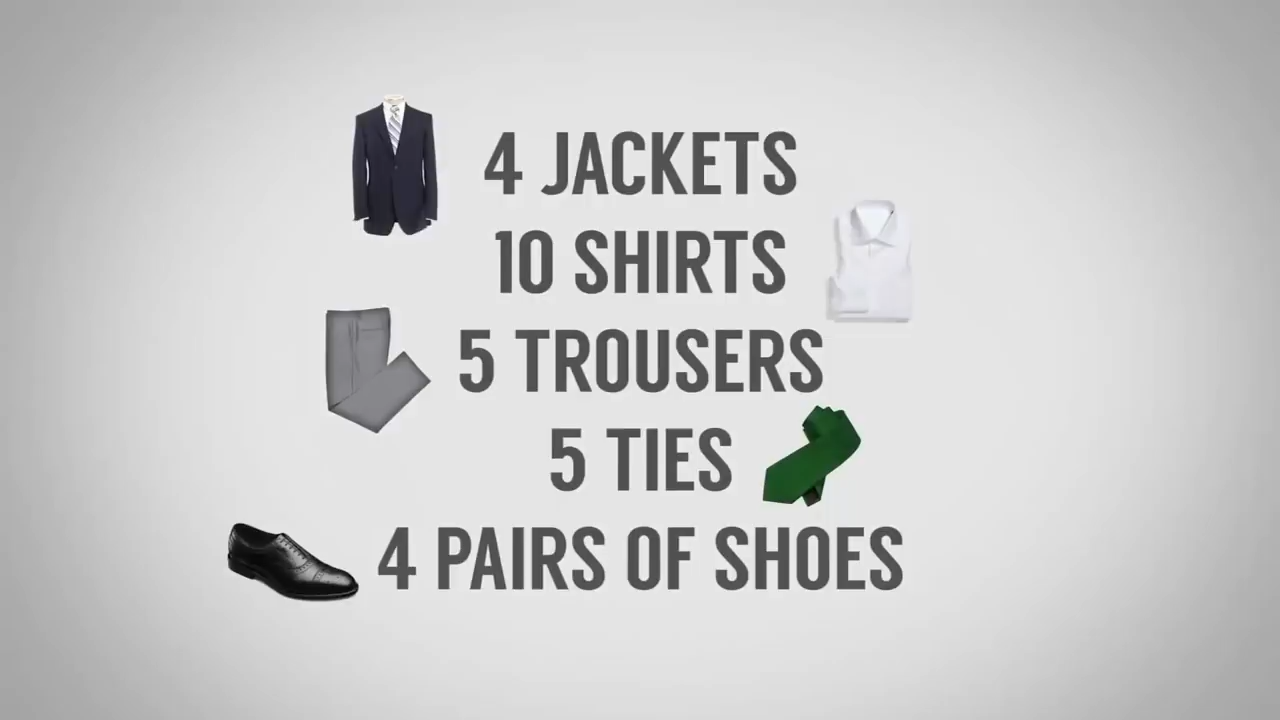 4 JACKETS
10 SHIRTS
5 TROUSERS
5 TIES
4 PAIRS OF SHOES